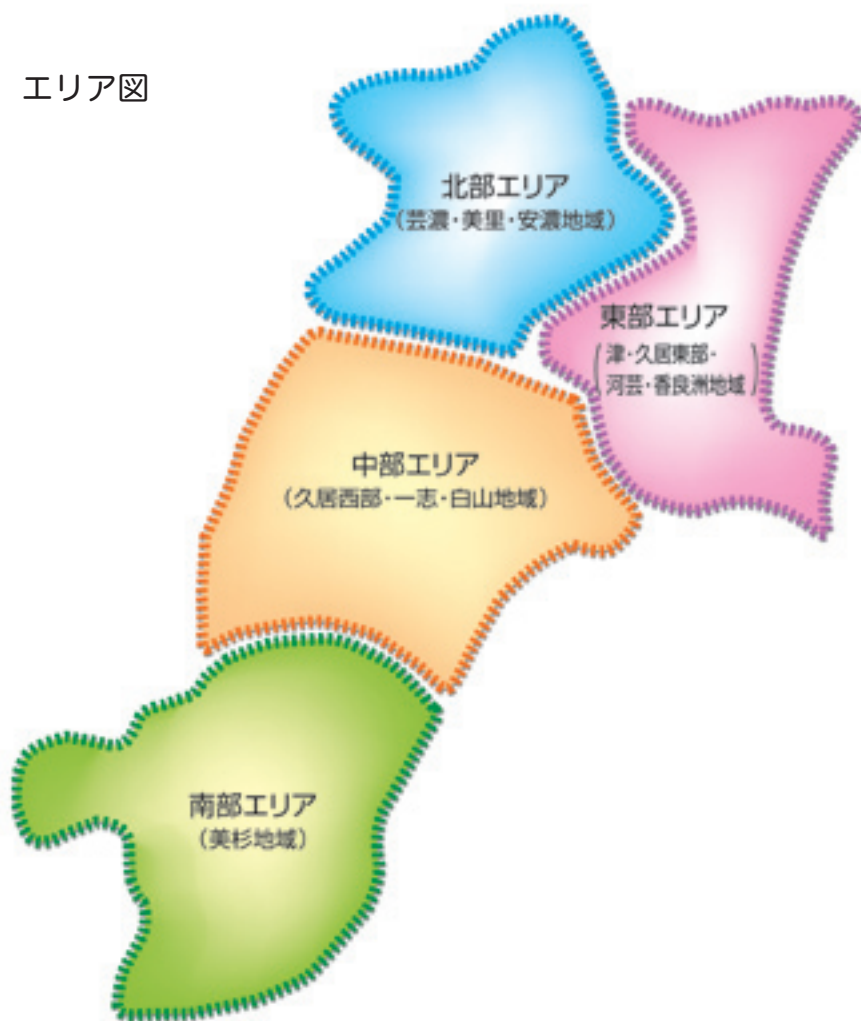 エリア図
北部エリア
（芸濃・美里・安濃地域）
東部エリア
（津・久居東部・
河芸・香良洲地域）
中部エリア
（久居西部・一志・白山地域）
南部エリア
（美杉地域）